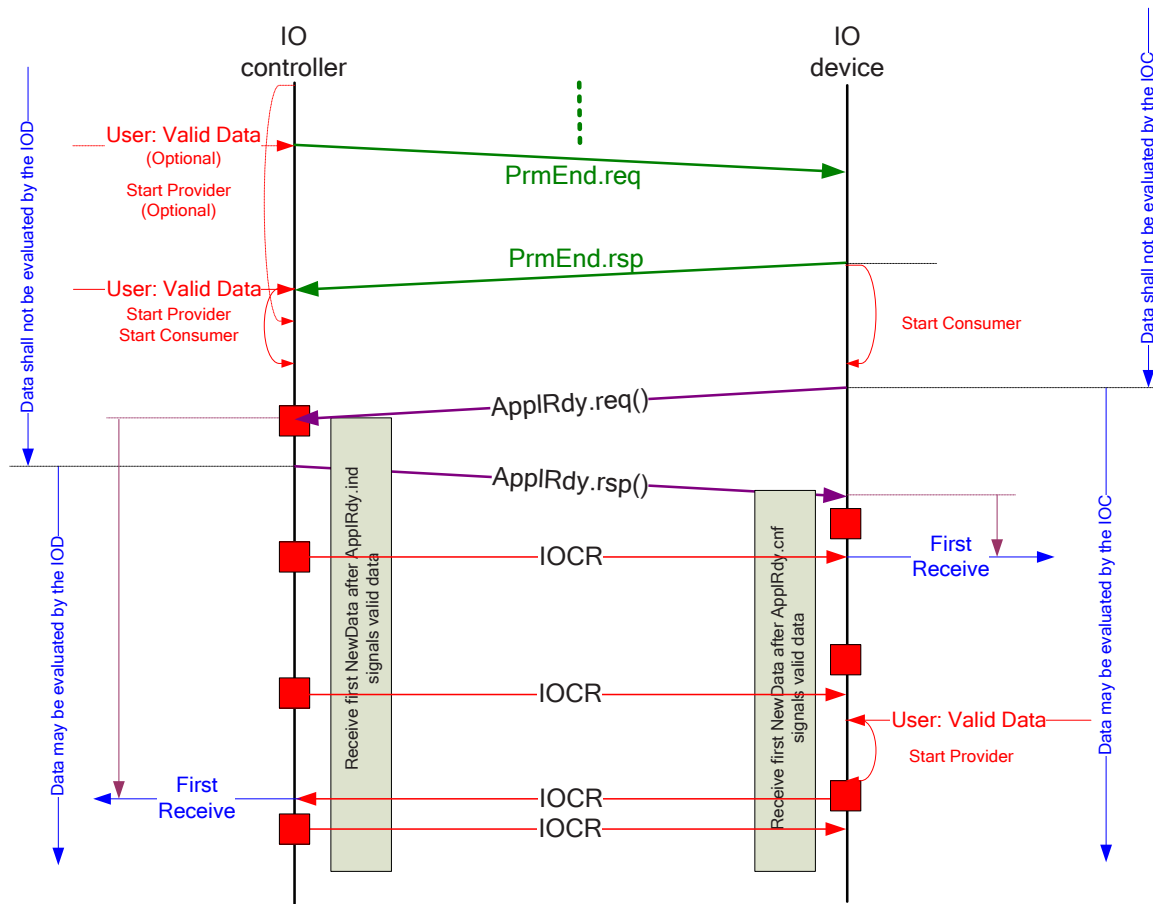 IO
controller
IO
device
Data shall not be evaluated by the IOD
Data shall not be evaluated by the IOC
User: Valid Data
(Optional)
Start Provider
(Optional)
PrmEnd.req
PrmEnd.rsp
User: Valid Data
Start Provider
Start Consumer
Start Consumer
ApplRdy.req()
ApplRdy.rsp()
Data may be evaluated by the IOD
Receive first NewData after ApplRdy.ind
signals valid data
Receive first NewData after ApplRdy.cnf
signals valid data
Data may be evaluated by the IOC
IOCR
First
Receive
IOCR
User: Valid Data
Start Provider
First
Receive
IOCR
IOCR